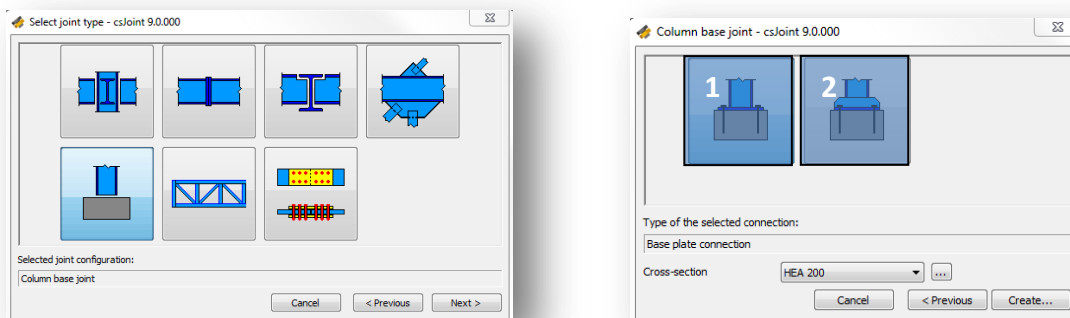 Select joint type - csJoint 9.0.000
Selected joint configuration:
Column base joint
Cancel
< Previous
Next >
Column base joint - csJoint 9.0.000
1
2
Type of the selected connection:
Base plate connection
Cross-section
HEA 200
...
Cancel
< Previous
Create...